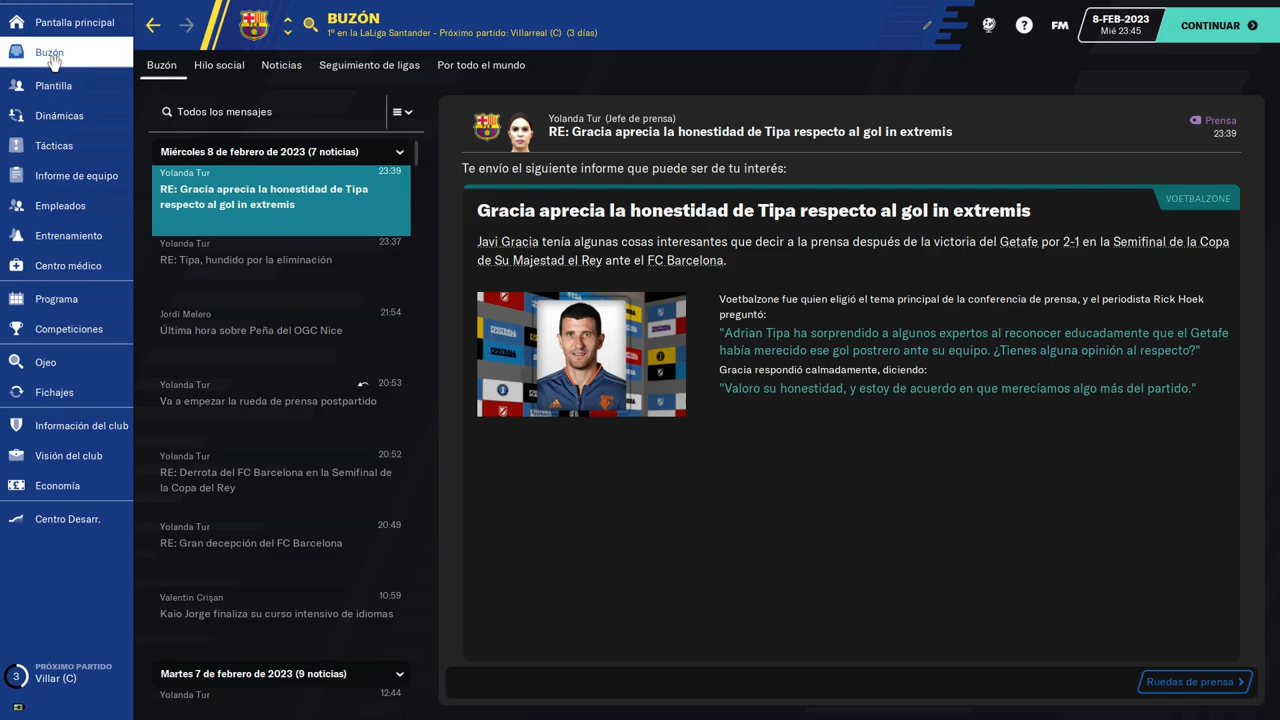 Pantalla principal
Buzón
Plantilla
Dinámicas
Tácticas
Informe de equipo
Empleados
Entrenamiento
Centro médico
Programa
Competiciones
Ojeo
Fichajes
Información del club
Visión del club
Economía
Centro Desarr.
3
PRÓXIMO PARTIDO
Villar (C)
BUZÓN
1º en la LaLiga Santander - Próximo partido: Villarreal (C) (3 días)
?
FM
8-FEB-2023
Mié 23:45
CONTINUAR
Buzón
Hilo social
Noticias
Seguimiento de ligas
Por todo el mundo
Todos los mensajes
Miércoles 8 de febrero de 2023 (7 noticias)
Yolanda Tur 23:39
RE: Gracia aprecia la honestidad de Tipa
respecto al gol in extremis
Yolanda Tur 23:37
RE: Tipa, hundido por la eliminación
Jordi Melero 21:54
Última hora sobre Peña del OGC Nice
Yolanda Tur 20:53
Va a empezar la rueda de prensa postpartido
Yolanda Tur 20:52
RE: Derrota del FC Barcelona en la Semifinal de
la Copa del Rey
Yolanda Tur 20:49
RE: Gran decepción del FC Barcelona
Valentin Crişan 10:59
Kaio Jorge finaliza su curso intensivo de idiomas
Martes 7 de febrero de 2023 (9 noticias)
Yolanda Tur 12:44
Yolanda Tur (Jefe de prensa)
RE: Gracia aprecia la honestidad de Tipa respecto al gol in extremis
Prensa
23:39
Te envío el siguiente informe que puede ser de tu interés:
VOETBALZONE
Gracia aprecia la honestidad de Tipa respecto al gol in extremis
Javi Gracia tenía algunas cosas interesantes que decir a la prensa después de la victoria del Getafe por 2-1 en la Semifinal de la Copa
de Su Majestad el Rey ante el FC Barcelona.
Voetbalzone fue quien eligió el tema principal de la conferencia de prensa, y el periodista Rick Hoek
preguntó:
"Adrian Tipa ha sorprendido a algunos expertos al reconocer educadamente que el Getafe
había merecido ese gol postrero ante su equipo. ¿Tienes alguna opinión al respecto?"
Gracia respondió calmadamente, diciendo:
"Valoro su honestidad, y estoy de acuerdo en que merecíamos algo más del partido."
Ruedas de prensa